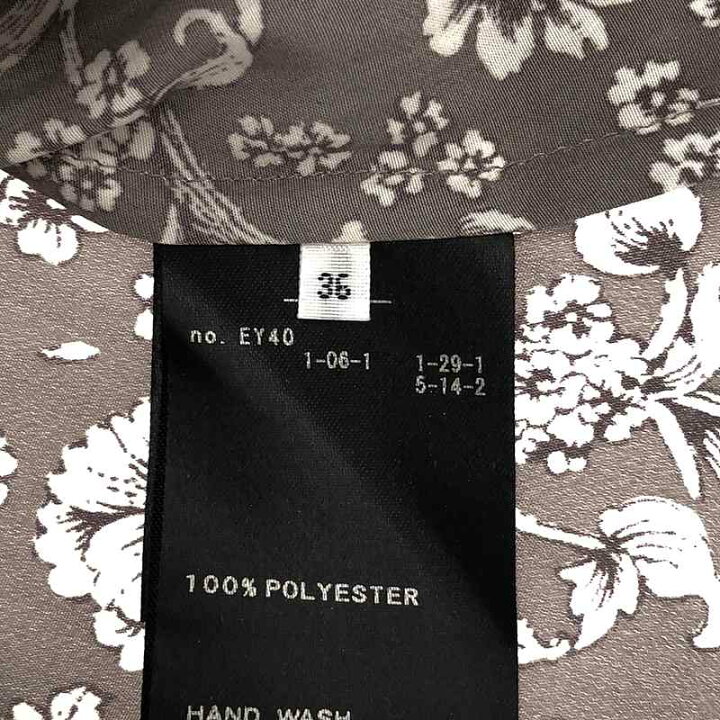 36
no. EY40
1-06-1 1-29-1
5-14-2
100% POLYESTER
HAND WASH